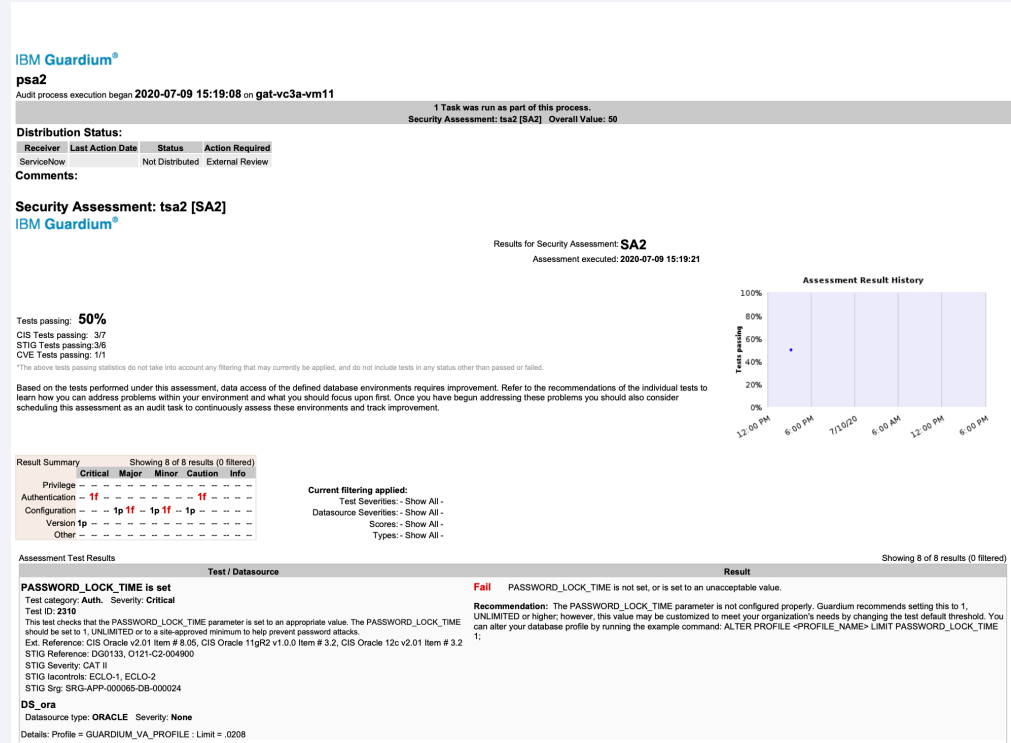 IBM Guardium®
psa2
Audit process execution began 2020-07-09 15:19:08 on gat-vc3a-vm11
1 Task was run as part of this process.
Security Assessment: tsa2 [SA2] Overall Value: 50
Distribution Status:
Receiver Last Action Date Status Action Required
ServiceNow Not Distributed External Review
Comments:
Security Assessment: tsa2 [SA2]
IBM Guardium®
Results for Security Assessment: SA2
Assessment executed: 2020-07-09 15:19:21
Assessment Result History
100%
80%
60%
40%
20%
0%
Tests passing
12:00 PM 6:00 PM 7/10/20 6:00 AM 12:00 PM 6:00 PM
Tests passing: 50%
CIS Tests passing: 3/7
STIG Tests passing:3/6
CVE Tests passing: 1/1
*The above tests passing statistics do not take into account any filtering that may currently be applied, and do not include tests in any status other than passed or failed.
Based on the tests performed under this assessment, data access of the defined database environments requires improvement. Refer to the recommendations of the individual tests to
learn how you can address problems within your environment and what you should focus upon first. Once you have begun addressing these problems you should also consider
scheduling this assessment as an audit task to continuously assess these environments and track improvement.
Result Summary Showing 8 of 8 results (0 filtered)
Critical Major Minor Caution Info
Privilege -- -- -- -- -- -- -- -- -- -- -- -- -- -- --
Authentication -- 1f -- -- -- -- -- -- -- -- 1f -- -- -- --
Configuration -- -- -- 1p 1f -- 1p 1f -- 1p -- -- -- -- --
Version 1p -- -- -- -- -- -- -- -- -- -- -- -- -- --
Other -- -- -- -- -- -- -- -- -- -- -- -- -- -- --
Current filtering applied:
Test Severities: - Show All -
Datasource Severities: - Show All -
Scores: - Show All -
Types: - Show All -
Assessment Test Results Showing 8 of 8 results (0 filtered)
Test / Datasource Result
PASSWORD_LOCK_TIME is set
Test category: Auth. Severity: Critical
Test ID: 2310
This test checks that the PASSWORD_LOCK_TIME parameter is set to an appropriate value. The PASSWORD_LOCK_TIME
should be set to 1, UNLIMITED or to a site-approved minimum to help prevent password attacks.
Ext. Reference: CIS Oracle v2.01 Item # 8.05, CIS Oracle 11gR2 v1.0.0 Item # 3.2, CIS Oracle 12c v2.01 Item # 3.2
STIG Reference: DG0133, O121-C2-004900
STIG Severity: CAT II
STIG Iacontrols: ECLO-1, ECLO-2
STIG Srg: SRG-APP-000065-DB-000024
DS_ora
Datasource type: ORACLE Severity: None
Details: Profile = GUARDIUM_VA_PROFILE : Limit = .0208
Fail PASSWORD_LOCK_TIME is not set, or is set to an unacceptable value.
Recommendation: The PASSWORD_LOCK_TIME parameter is not configured properly. Guardium recommends setting this to 1,
UNLIMITED or higher; however, this value may be customized to meet your organization's needs by changing the test default threshold. You
can alter your database profile by running the example command: ALTER PROFILE <PROFILE_NAME> LIMIT PASSWORD_LOCK_TIME
1;